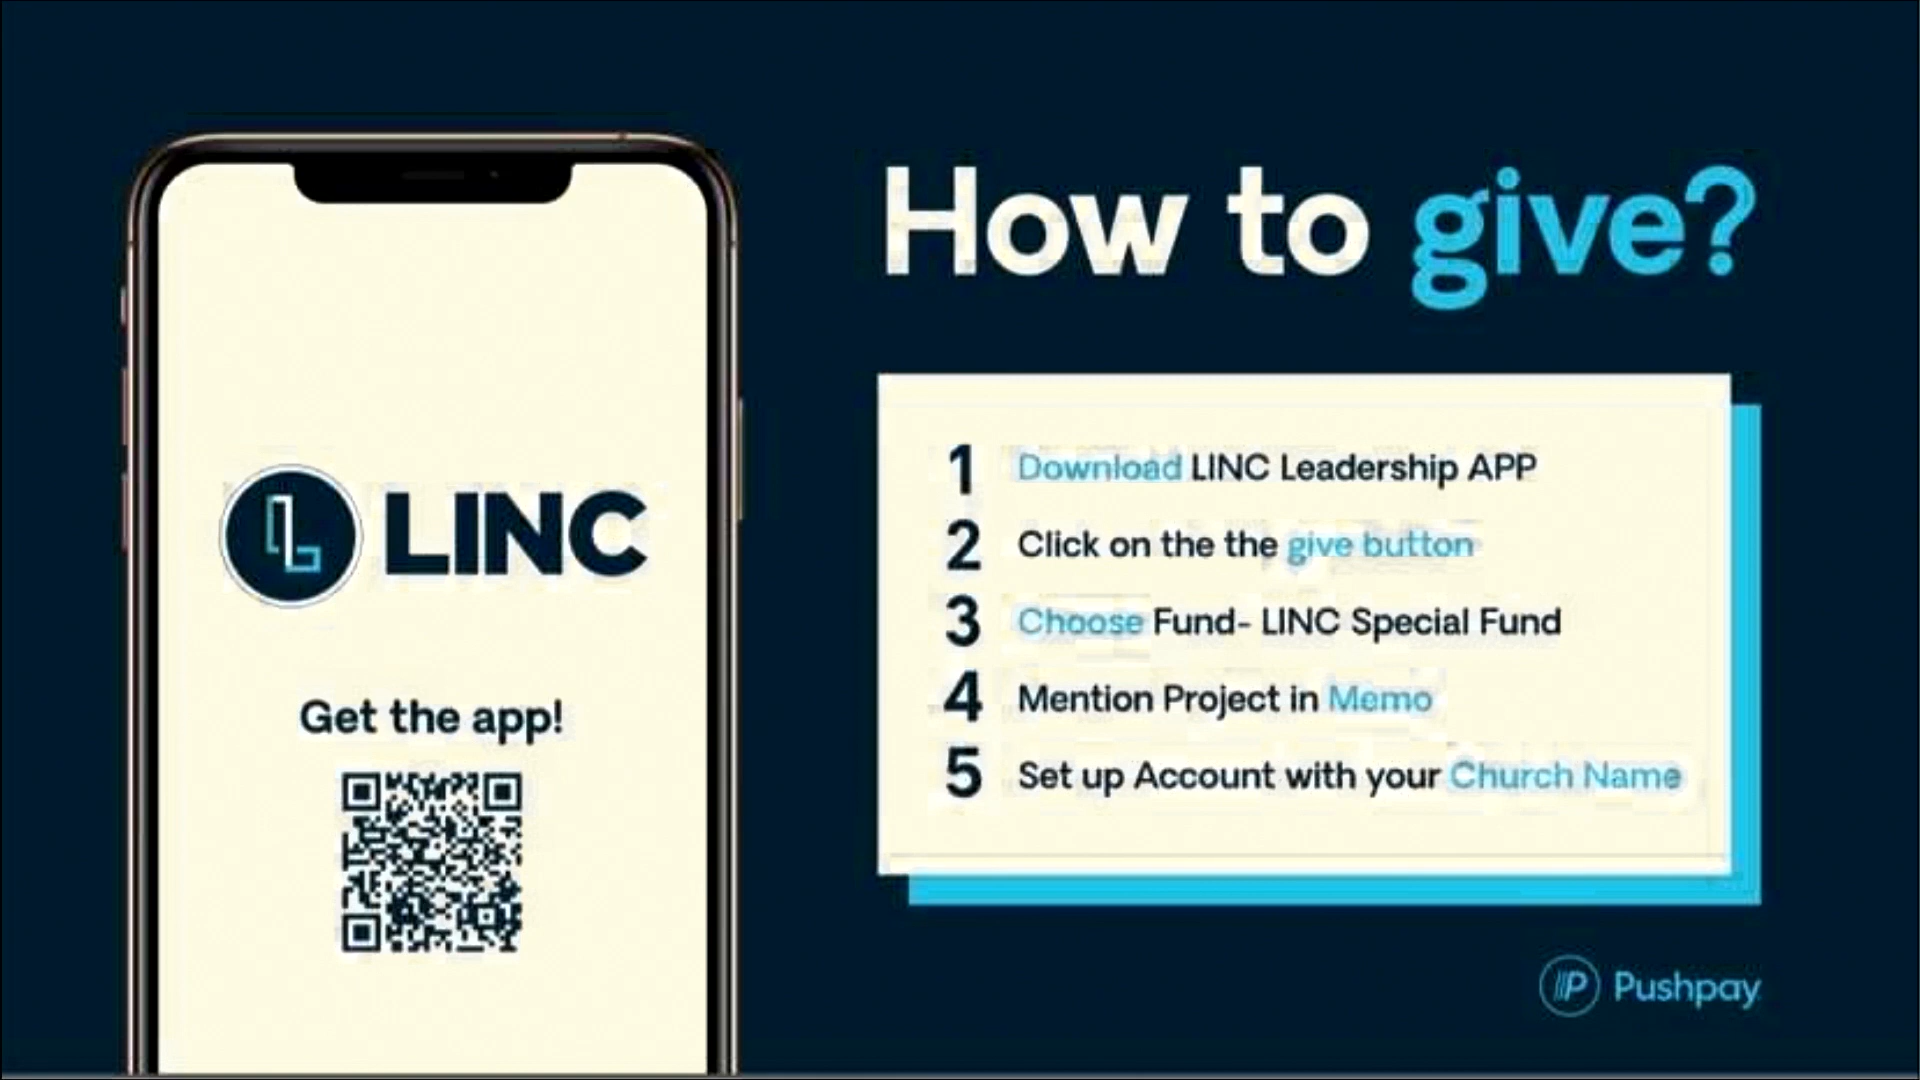 LINC
Get the app!
How to give?
1 Download LINC Leadership APP
2 Click on the the give button
3 Choose Fund- LINC Special Fund
4 Mention Project in Memo
5 Set up Account with your Church Name
Pushpay